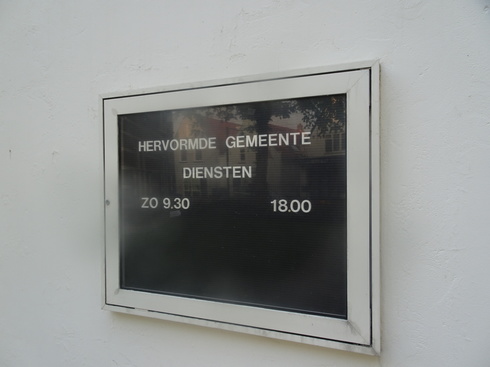 HERVORMDE GEMEENTE
DIENSTEN
ZO 9.30 18.00